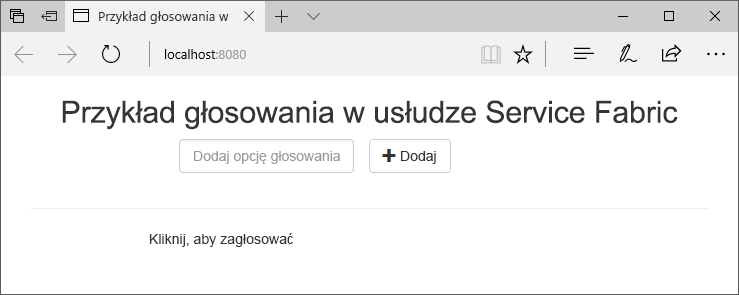 Przykład głosowania w
localhost:8080
Przykład głosowania w usłudze Service Fabric
Dodaj opcję głosowania
Dodaj
Kliknij, aby zagłosować